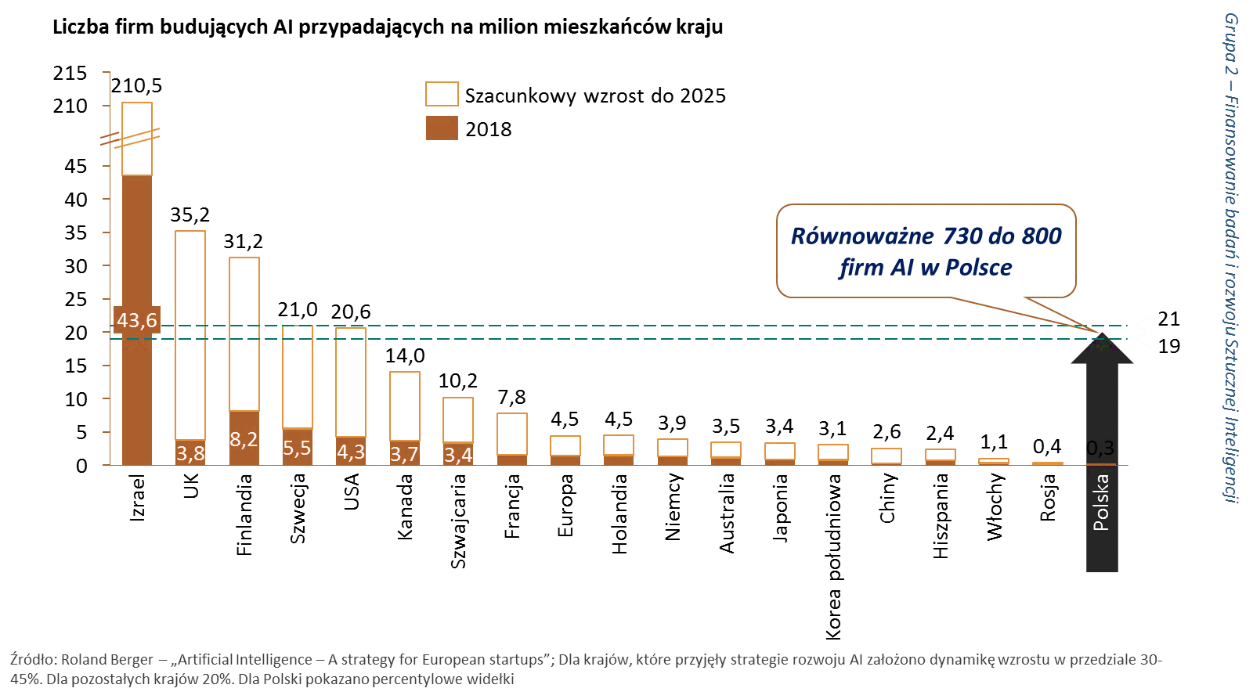 Liczba firm budujących AI przypadających na milion mieszkańców kraju
215
210
45
40
35
30
25
20
15
10
5
0
Szacunkowy wzrost do 2025
2018
210,5
35,2
31,2
21,0
20,6
14,0
10,2
7,8
4,5
4,5
3,9
3,5
3,4
3,1
2,6
2,4
1,1
0,4
0,3
43,6
3,8
8,2
5,5
4,3
3,7
3,4
Równoważne 730 do 800
firm AI w Polsce
21
19
Izrael
UK
Finlandia
Szwecja
USA
Kanada
Szwajcaria
Francja
Europa
Holandia
Niemcy
Australia
Japonia
Korea południowa
Chiny
Hiszpania
Włochy
Rosja
Polska
Grupa 2 – Finansowanie badań i rozwoju Sztucznej Inteligencji
Źródło: Roland Berger – „Artificial Intelligence – A strategy for European startups”; Dla krajów, które przyjęły strategie rozwoju AI założono dynamikę wzrostu w przedziale 30-
45%. Dla pozostałych krajów 20%. Dla Polski pokazano percentylowe widełki